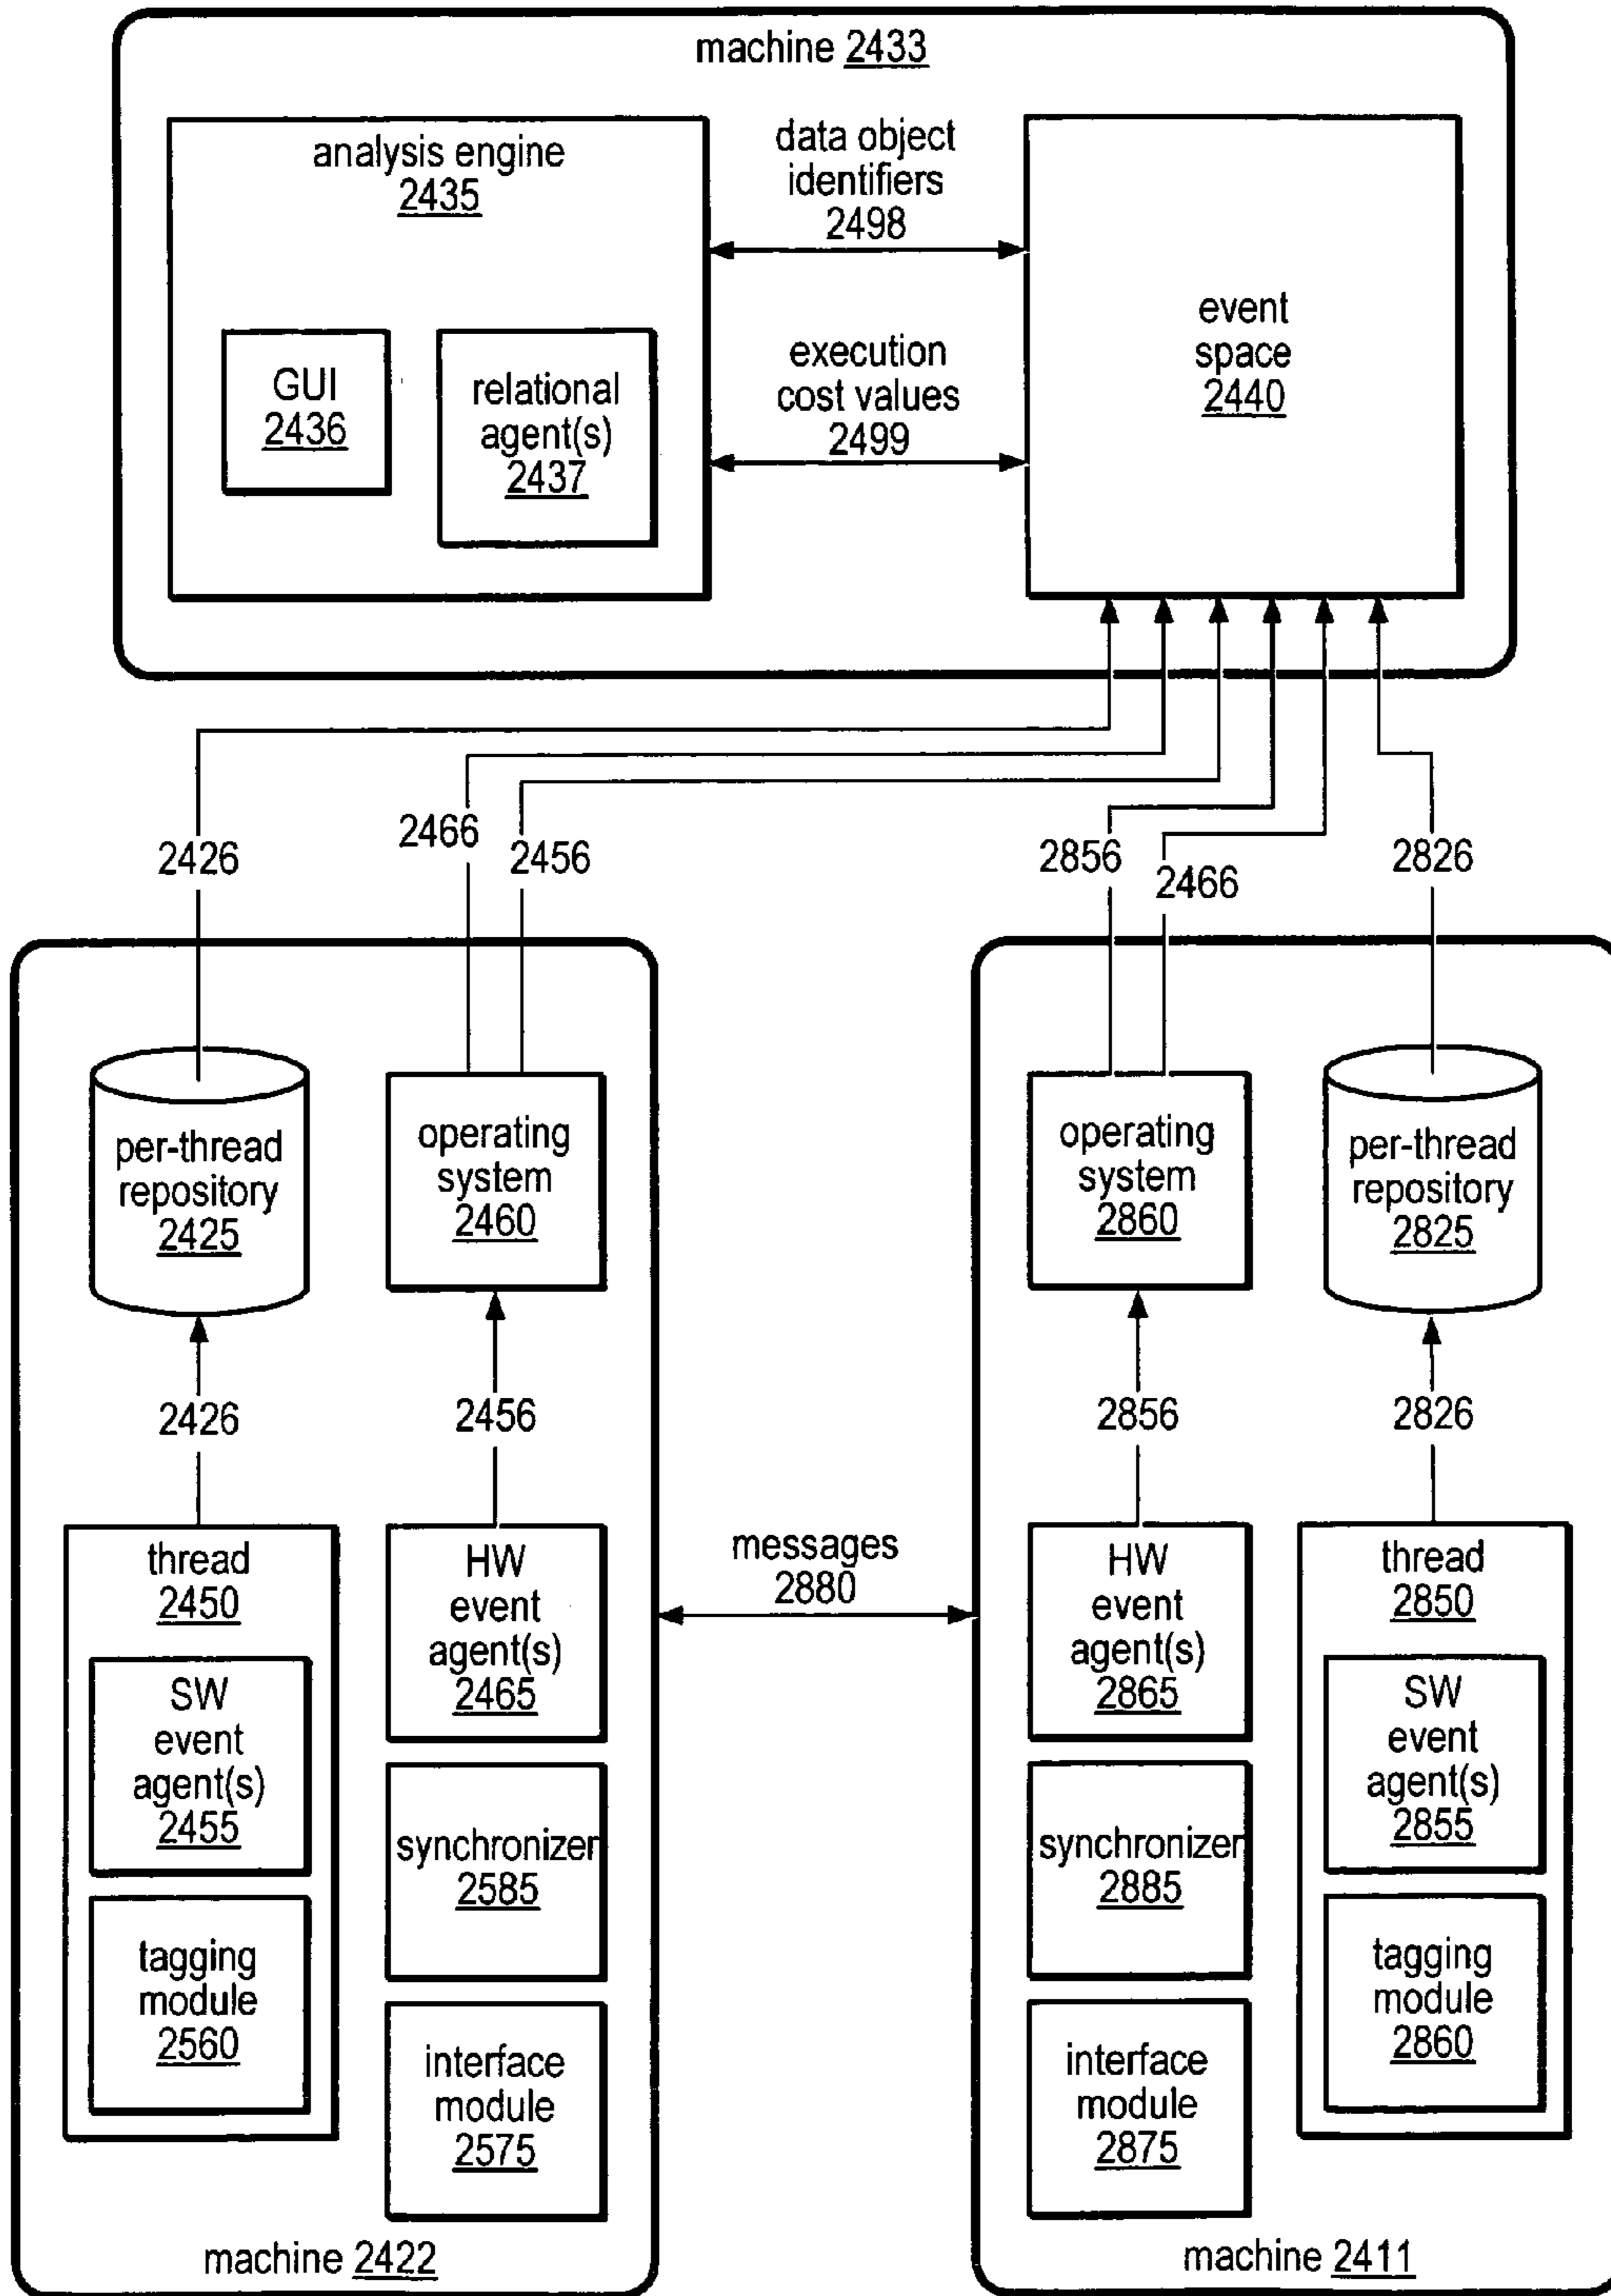 machine 2433
analysis engine
2435
GUI
2436
relational
agent(s)
2437
data object
identifiers
2498
execution
cost values
2499
event
space
2440
2426
2466
2456
2856
2466
2826
per-thread
repository
2425
operating
system
2460
2426
2456
thread
2450
SW
event
agent(s)
2455
tagging
module
2560
HW
event
agent(s)
2465
synchronizer
2585
interface
module
2575
machine 2422
messages
2880
operating
system
2860
per-thread
repository
2825
2856
2826
HW
event
agent(s)
2865
synchronizer
2885
interface
module
2875
thread
2850
SW
event
agent(s)
2855
tagging
module
2860
machine 2411